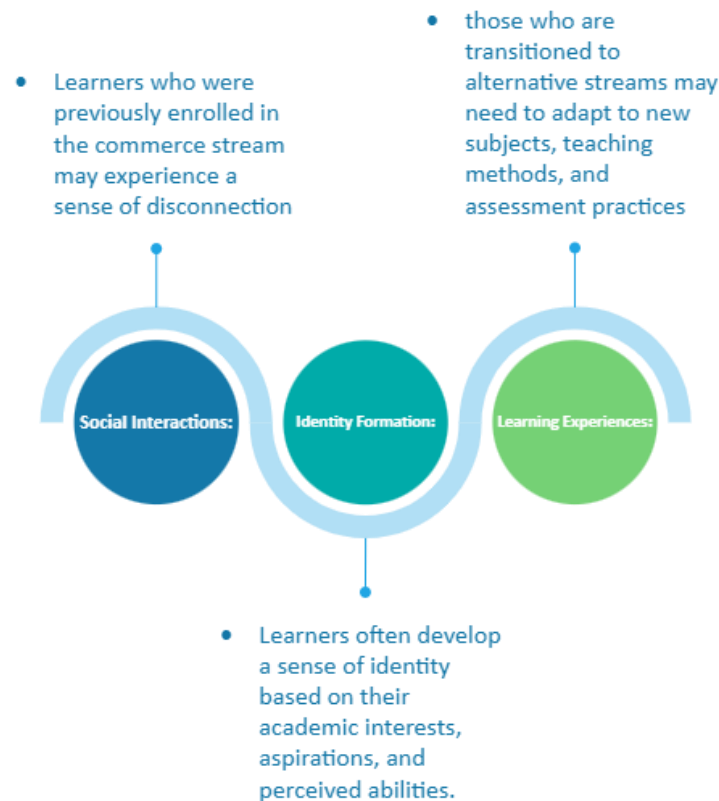 • those who are
transitioned to
alternative streams may
need to adapt to new
subjects, teaching
methods, and
assessment practices
• Learners who were
previously enrolled in
the commerce stream
may experience a
sense of disconnection
Social Interactions:
Identity Formation:
Learning Experiences:
• Learners often develop
a sense of identity
based on their
academic interests,
aspirations, and
perceived abilities.